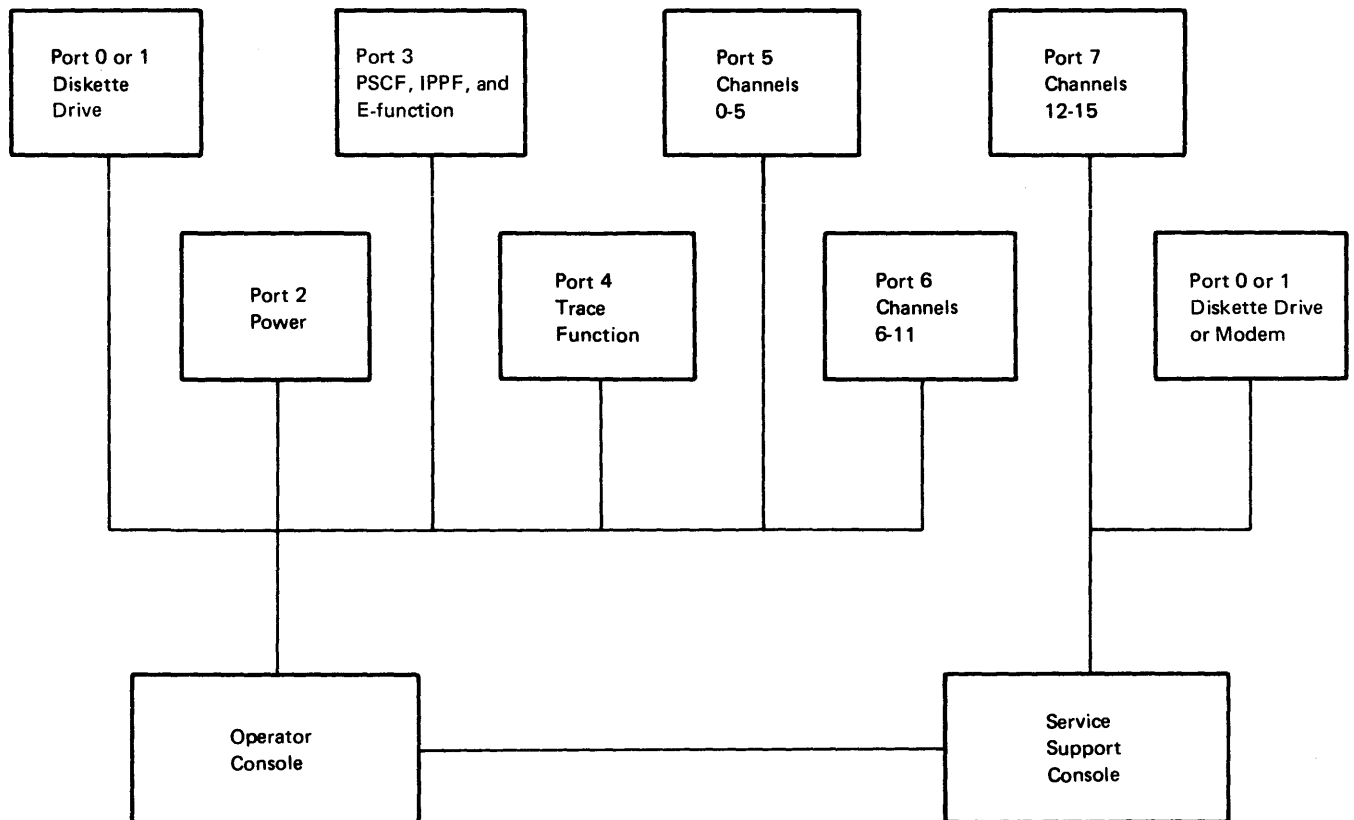 Port 0 or 1
Diskette
Drive
Port 3
PSCF, IPPF, and
E-function
Port 5
Channels
0-5
Port 7
Channels
12-15
Port 2
Power
Port 4
Trace
Function
Port 6
Channels
6-11
Port 0 or 1
Diskette Drive
or Modem
Operator
Console
Service
Support
Console